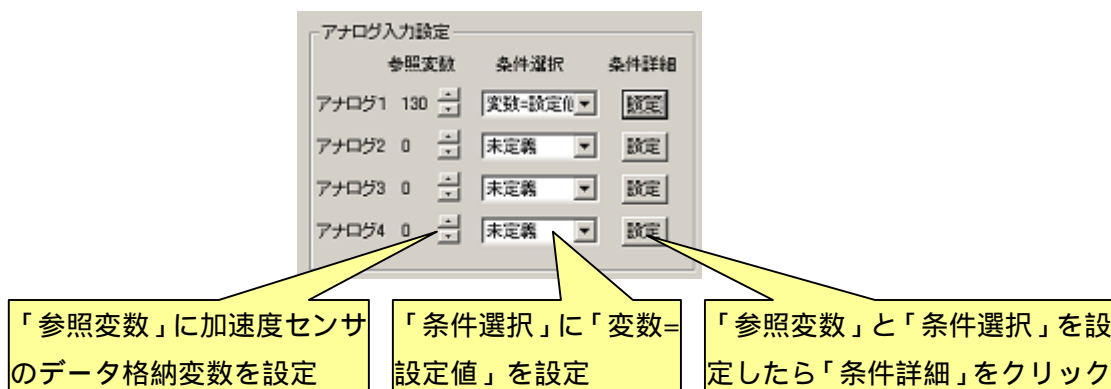 アナログ入力設定
参照変数 条件選択 条件詳細
アナログ1 130 変数=設定値 設定
アナログ2 0 未定義 設定
アナログ3 0 未定義 設定
アナログ4 0 未定義 設定
「参照変数」に加速度センサ
のデータ格納変数を設定
「条件選択」に「変数=
設定値」を設定
「参照変数」と「条件選択」を設
定したら「条件詳細」をクリック